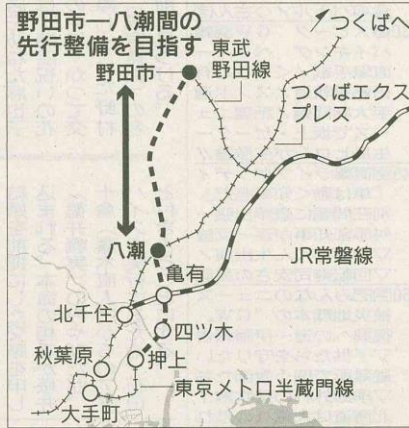 野田市―八潮間の
先行整備を目指す
つくばへ
野田市
東武
野田線
つくばエクス
プレス
八潮
亀有
JR常磐線
北千住
四ツ木
秋葉原
押上
大手町
東京メトロ半蔵門線